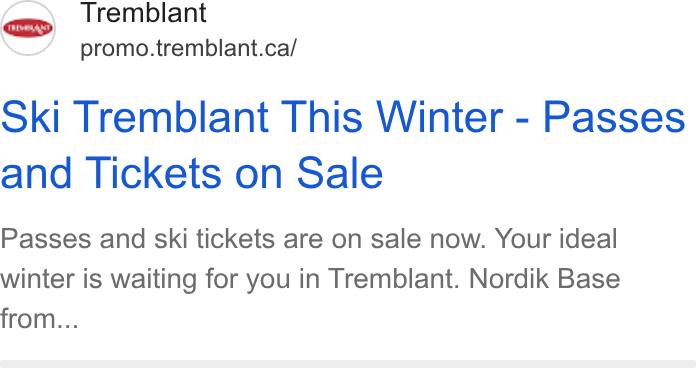 TREMBLANT
Tremblant
promo.tremblant.ca/
Ski Tremblant This Winter - Passes
and Tickets on Sale
Passes and ski tickets are on sale now. Your ideal
winter is waiting for you in Tremblant. Nordik Base
from...